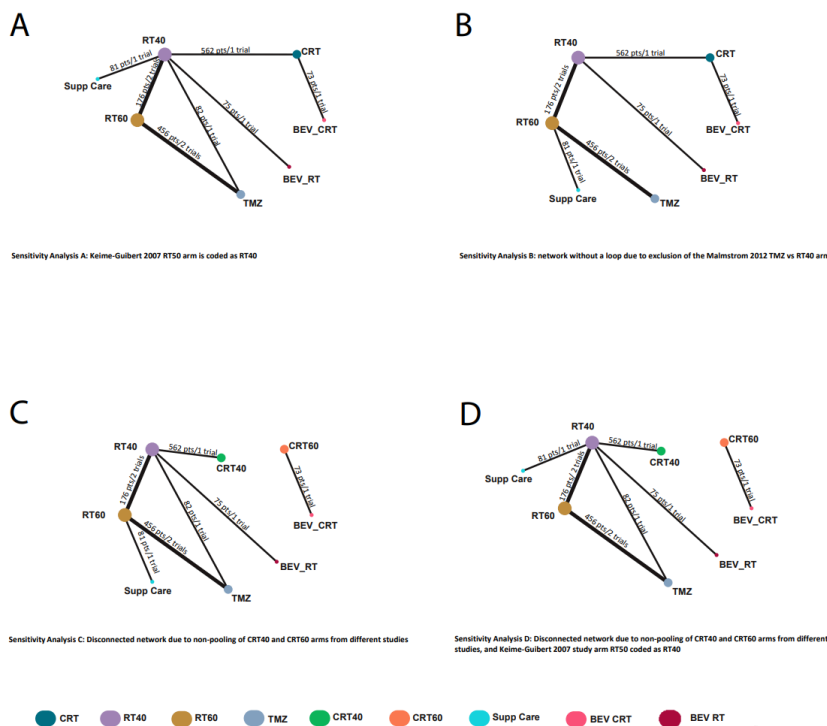 A
RT40
562 pts/1 trial
CRT
81 pts/1 trial
Supp Care
176 pts/2 trials
82 pts/1 trial
75 pts/1 trial
73 pts/1 trial
RT60
BEV_CRT
456 pts/2 trials
BEV_RT
TMZ
Sensitivity Analysis A: Keime-Guibert 2007 RT50 arm is coded as RT40
B
RT40
562 pts/1 trial
CRT
176 pts/2 trials
75 pts/1 trial
73 pts/1 trial
RT60
BEV_CRT
81 pts/1 trial
456 pts/2 trials
BEV_RT
Supp Care
TMZ
Sensitivity Analysis B: network without a loop due to exclusion of the Malmstrom 2012 TMZ vs RT40 arm
C
RT40
562 pts/1 trial
CRT40
CRT60
176 pts/2 trials
82 pts/1 trial
75 pts/1 trial
73 pts/1 trial
RT60
BEV_CRT
456 pts/2 trials
81 pts/1 trial
BEV_RT
Supp Care
TMZ
Sensitivity Analysis C: Disconnected network due to non-pooling of CRT40 and CRT60 arms from different studies
D
RT40
CRT60
81 pts/1 trial
562 pts/1 trial
CRT40
Supp Care
176 pts/ 2 trials
82 pts/1 trial
75 pts/1 trial
73 pts/1 trial
RT60
BEV_CRT
456 pts/2 trials
BEV_RT
TMZ
Sensitivity Analysis D: Disconnected network due to non-pooling of CRT40 and CRT60 arms from different
studies, and Keime-Guibert 2007 study arm RT50 coded as RT40
CRT RT40 RT60 TMZ CRT40 CRT60 Supp Care BEV CRT BEV RT